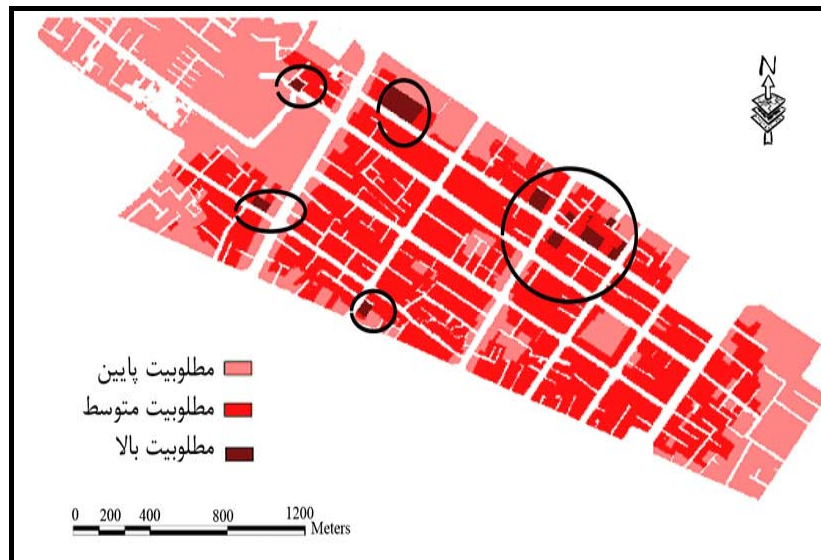 N
مطلوبیت پایین
مطلوبیت متوسط
مطلوبیت بالا
0 200 400 800 1200
Meters